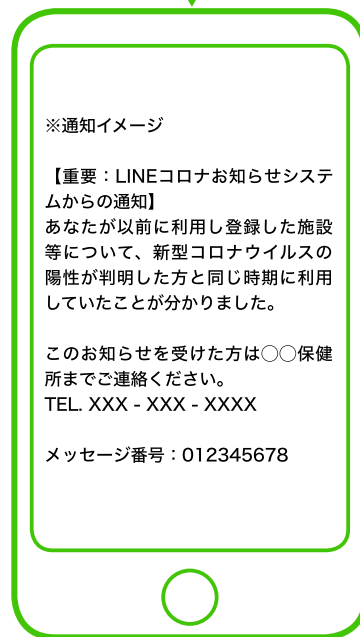 ※通知イメージ
【重要：LINEコロナお知らせシステ
ムからの通知】
あなたが以前に利用し登録した施設
等について、新型コロナウイルスの
陽性が判明した方と同じ時期に利用
していたことが分かりました。
このお知らせを受けた方は◯◯保健
所までご連絡ください。
TEL. XXX - XXX - XXXX
メッセージ番号：012345678